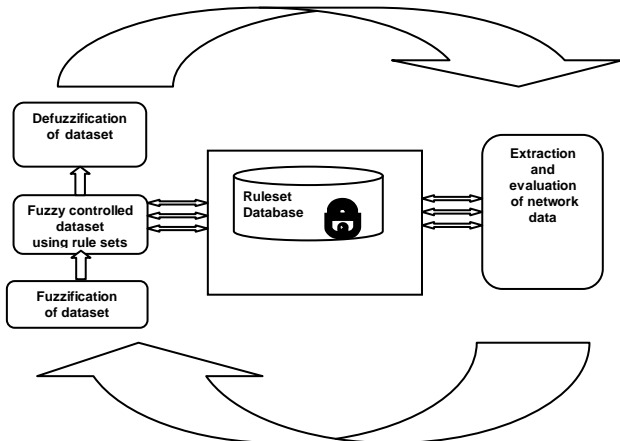 Defuzzification
of dataset
Fuzzy controlled
dataset
using rule sets
Fuzzification
of dataset
Ruleset
Database
Extraction
and
evaluation
of network
data